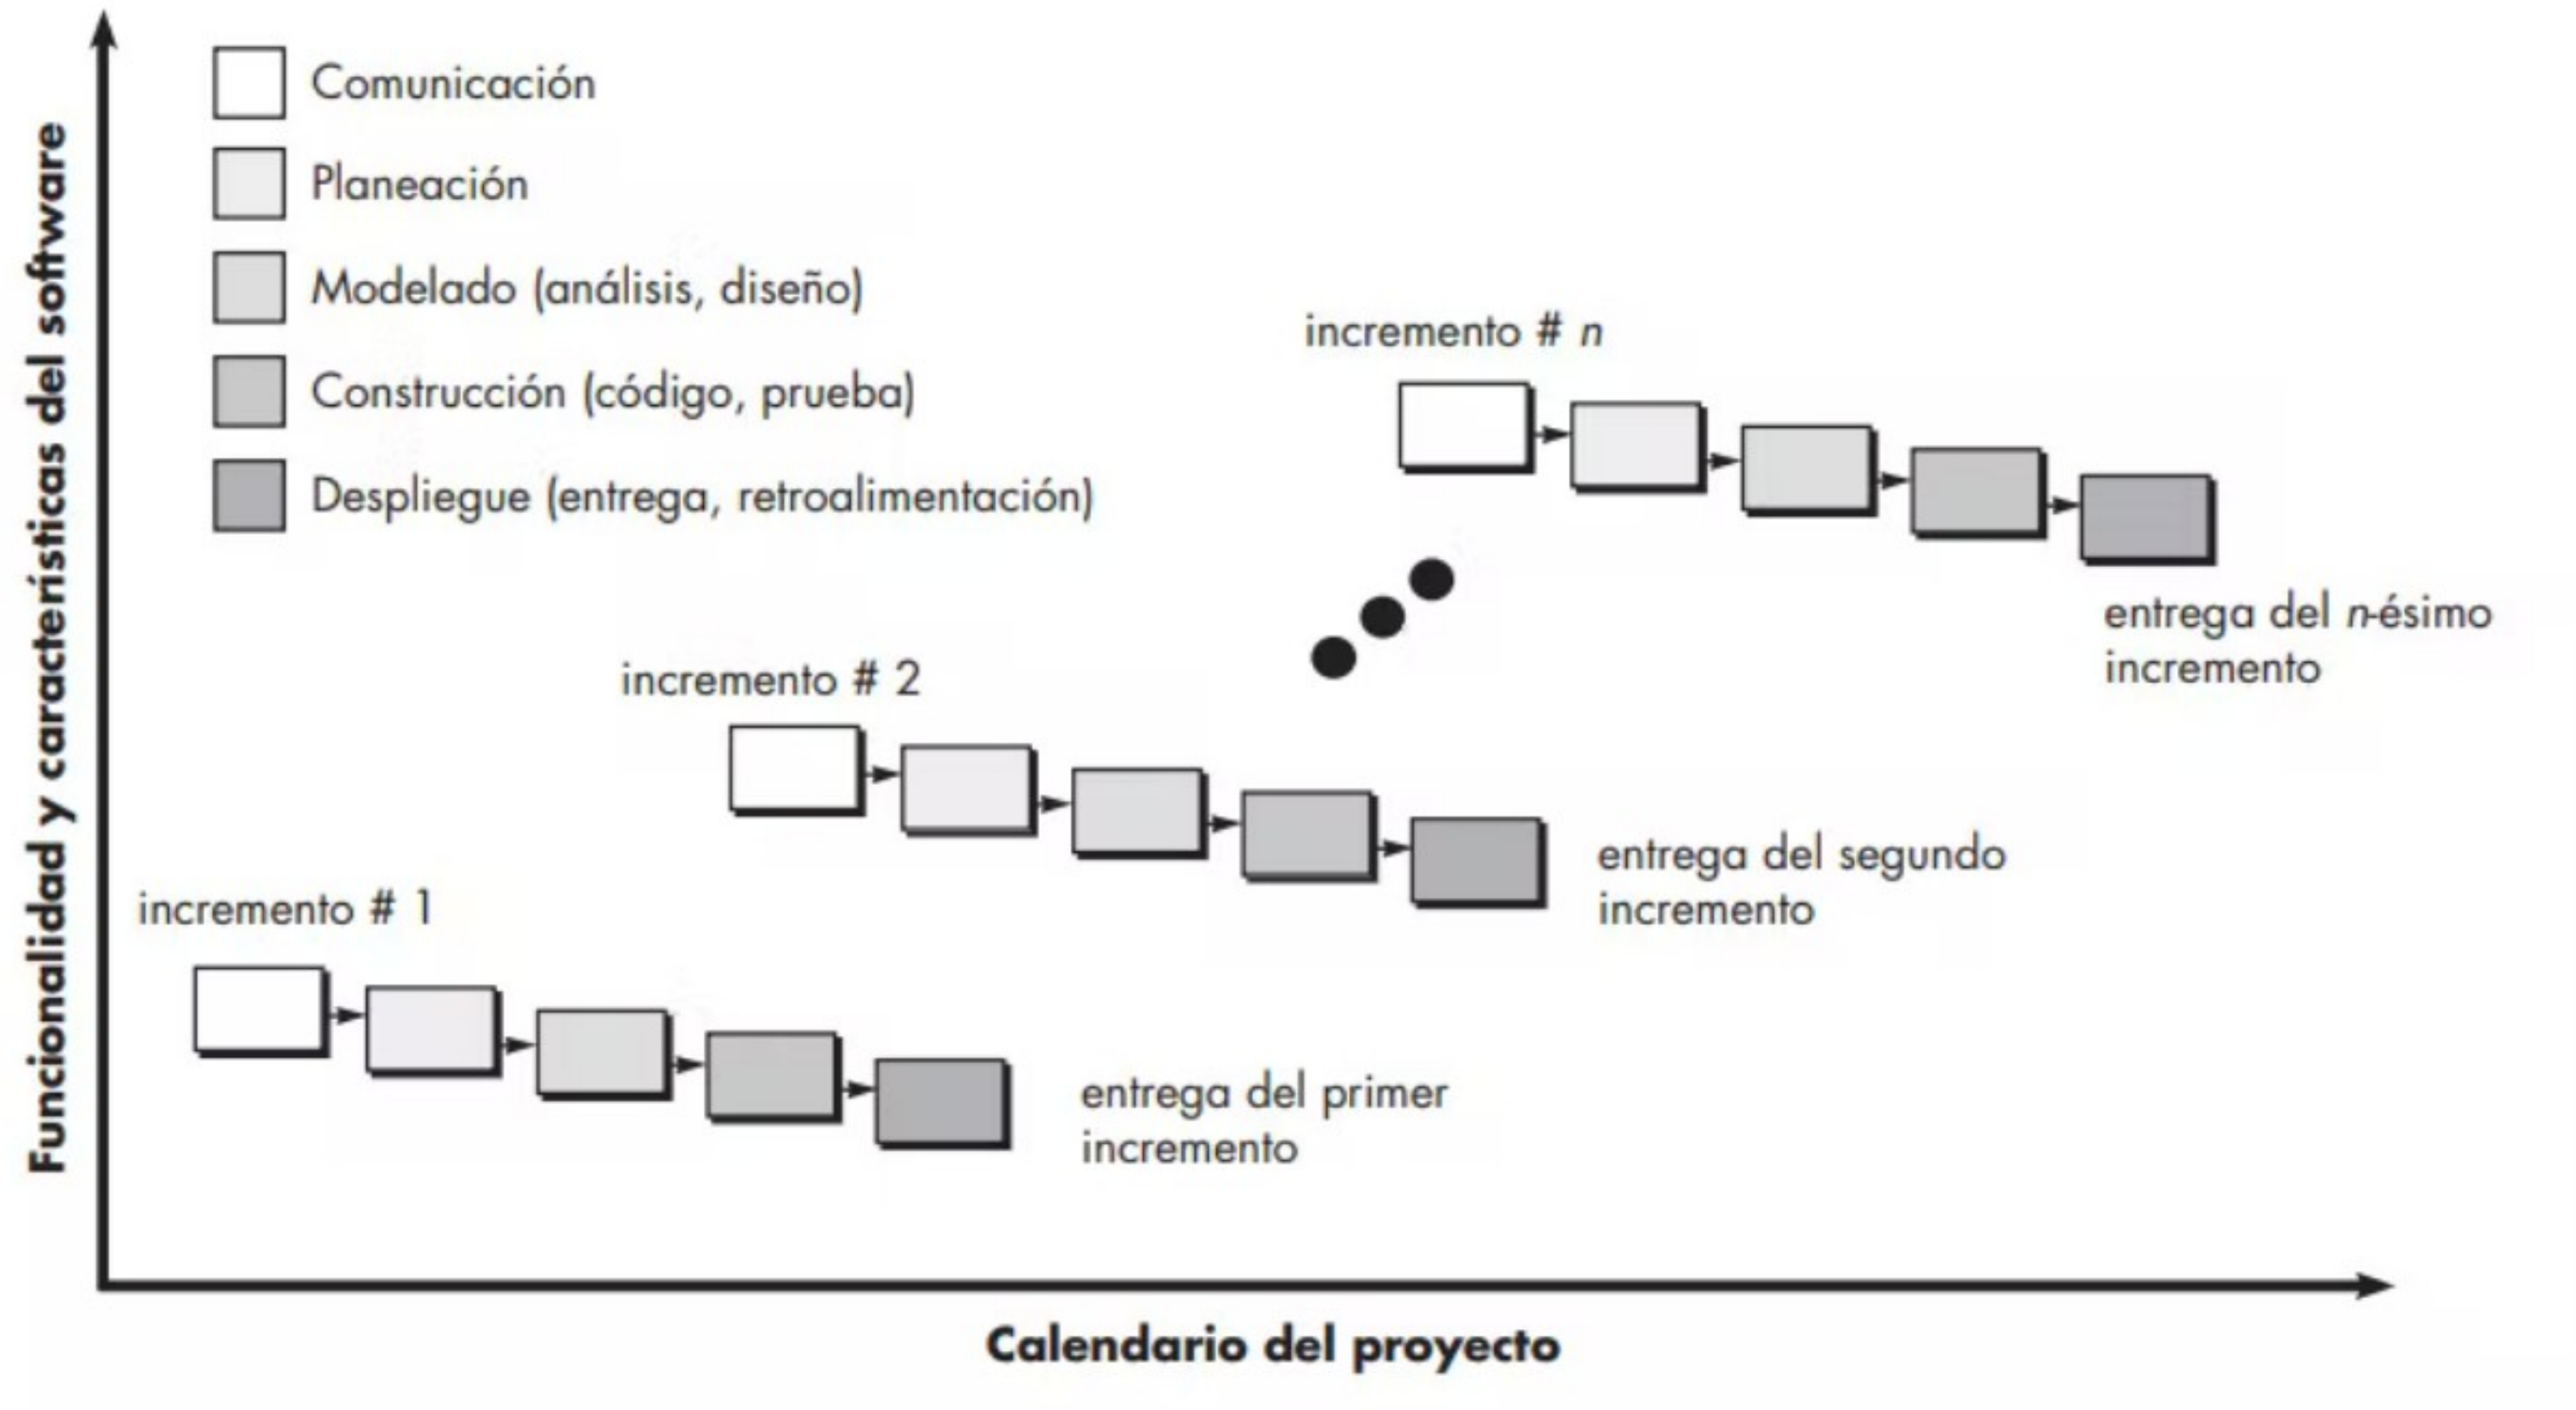 Funcionalidad y características del software
Comunicación
Planeación
Modelado (análisis, diseño)
Construcción (código, prueba)
Despliegue (entrega, retroalimentación)
incremento # n
entrega del n-ésimo
incremento
incremento # 2
entrega del segundo
incremento
incremento # 1
entrega del primer
incremento
Calendario del proyecto